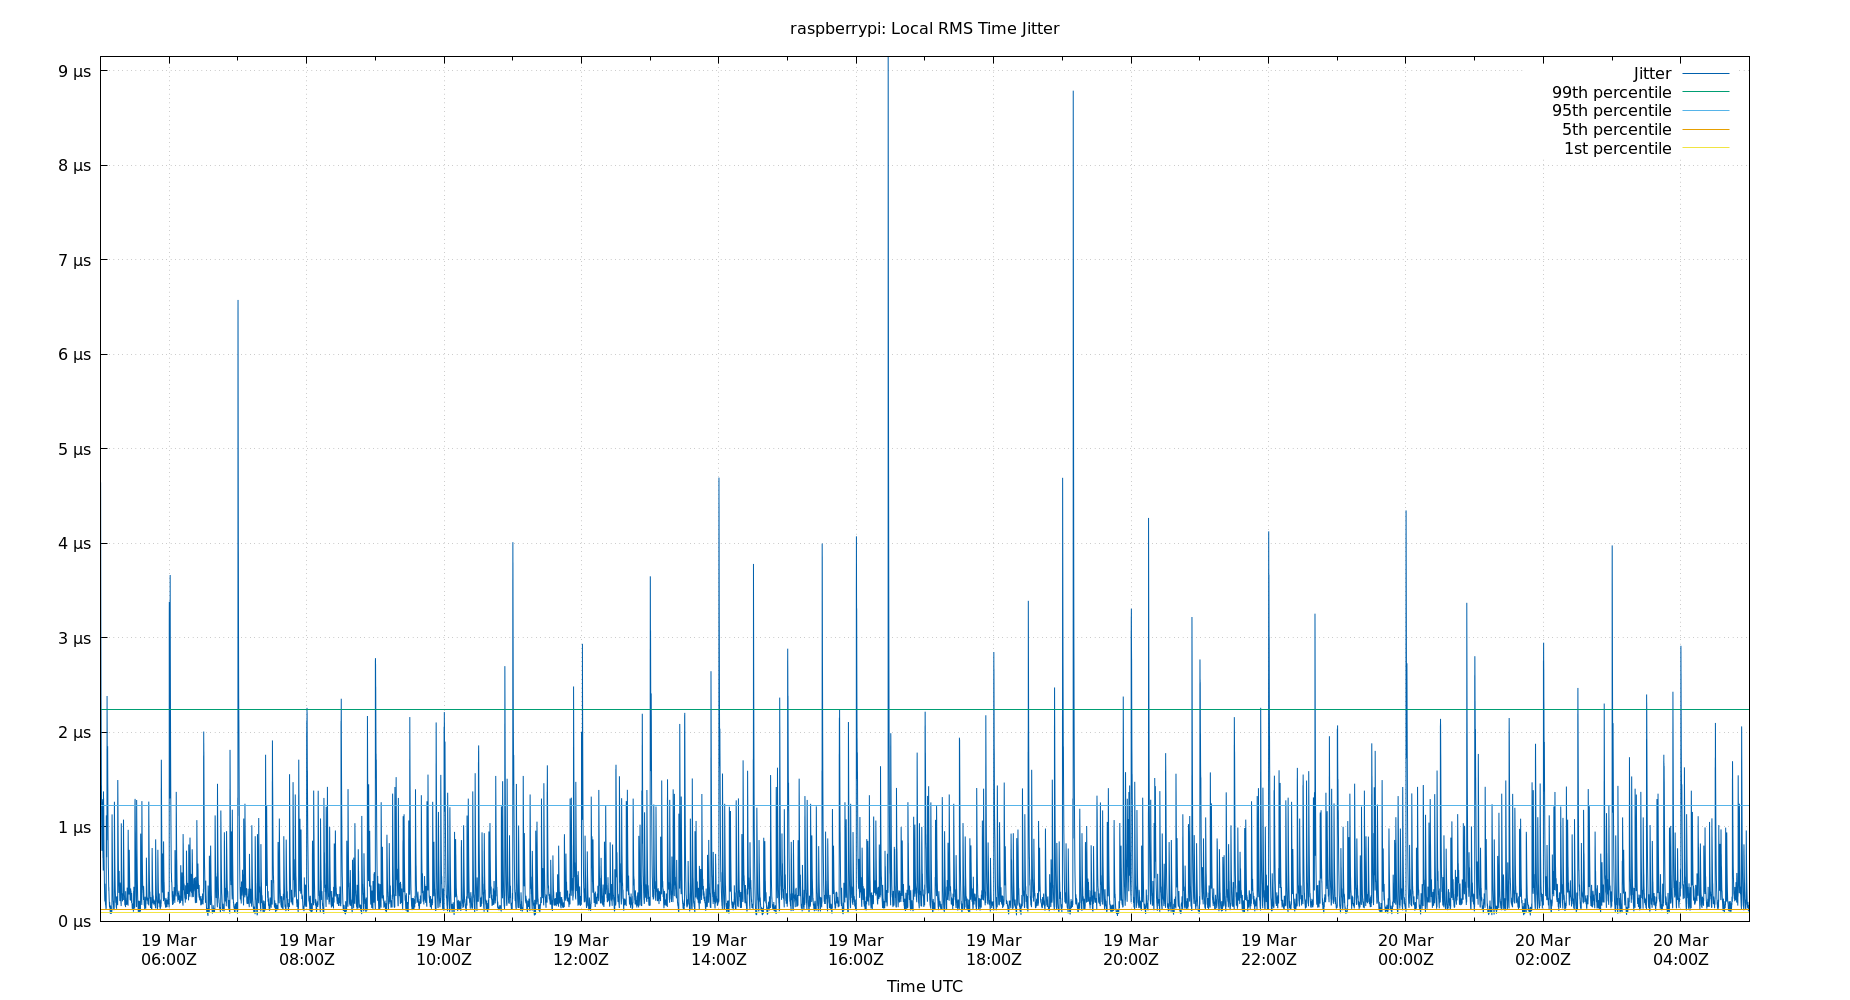 raspberrypi: Local RMS Time Jitter
9 µs
8 µs
7 µs
6 µs
5 µs
4 µs
3 µs
2 µs
1 µs
0 µs
Jitter
99th percentile
95th percentile
5th percentile
1st percentile
19 Mar 19 Mar 19 Mar 19 Mar 19 Mar 19 Mar 19 Mar 19 Mar 19 Mar 20 Mar 20 Mar 20 Mar
06:00Z 08:00Z 10:00Z 12:00Z 14:00Z 16:00Z 18:00Z 20:00Z 22:00Z 00:00Z 02:00Z 04:00Z
Time UTC